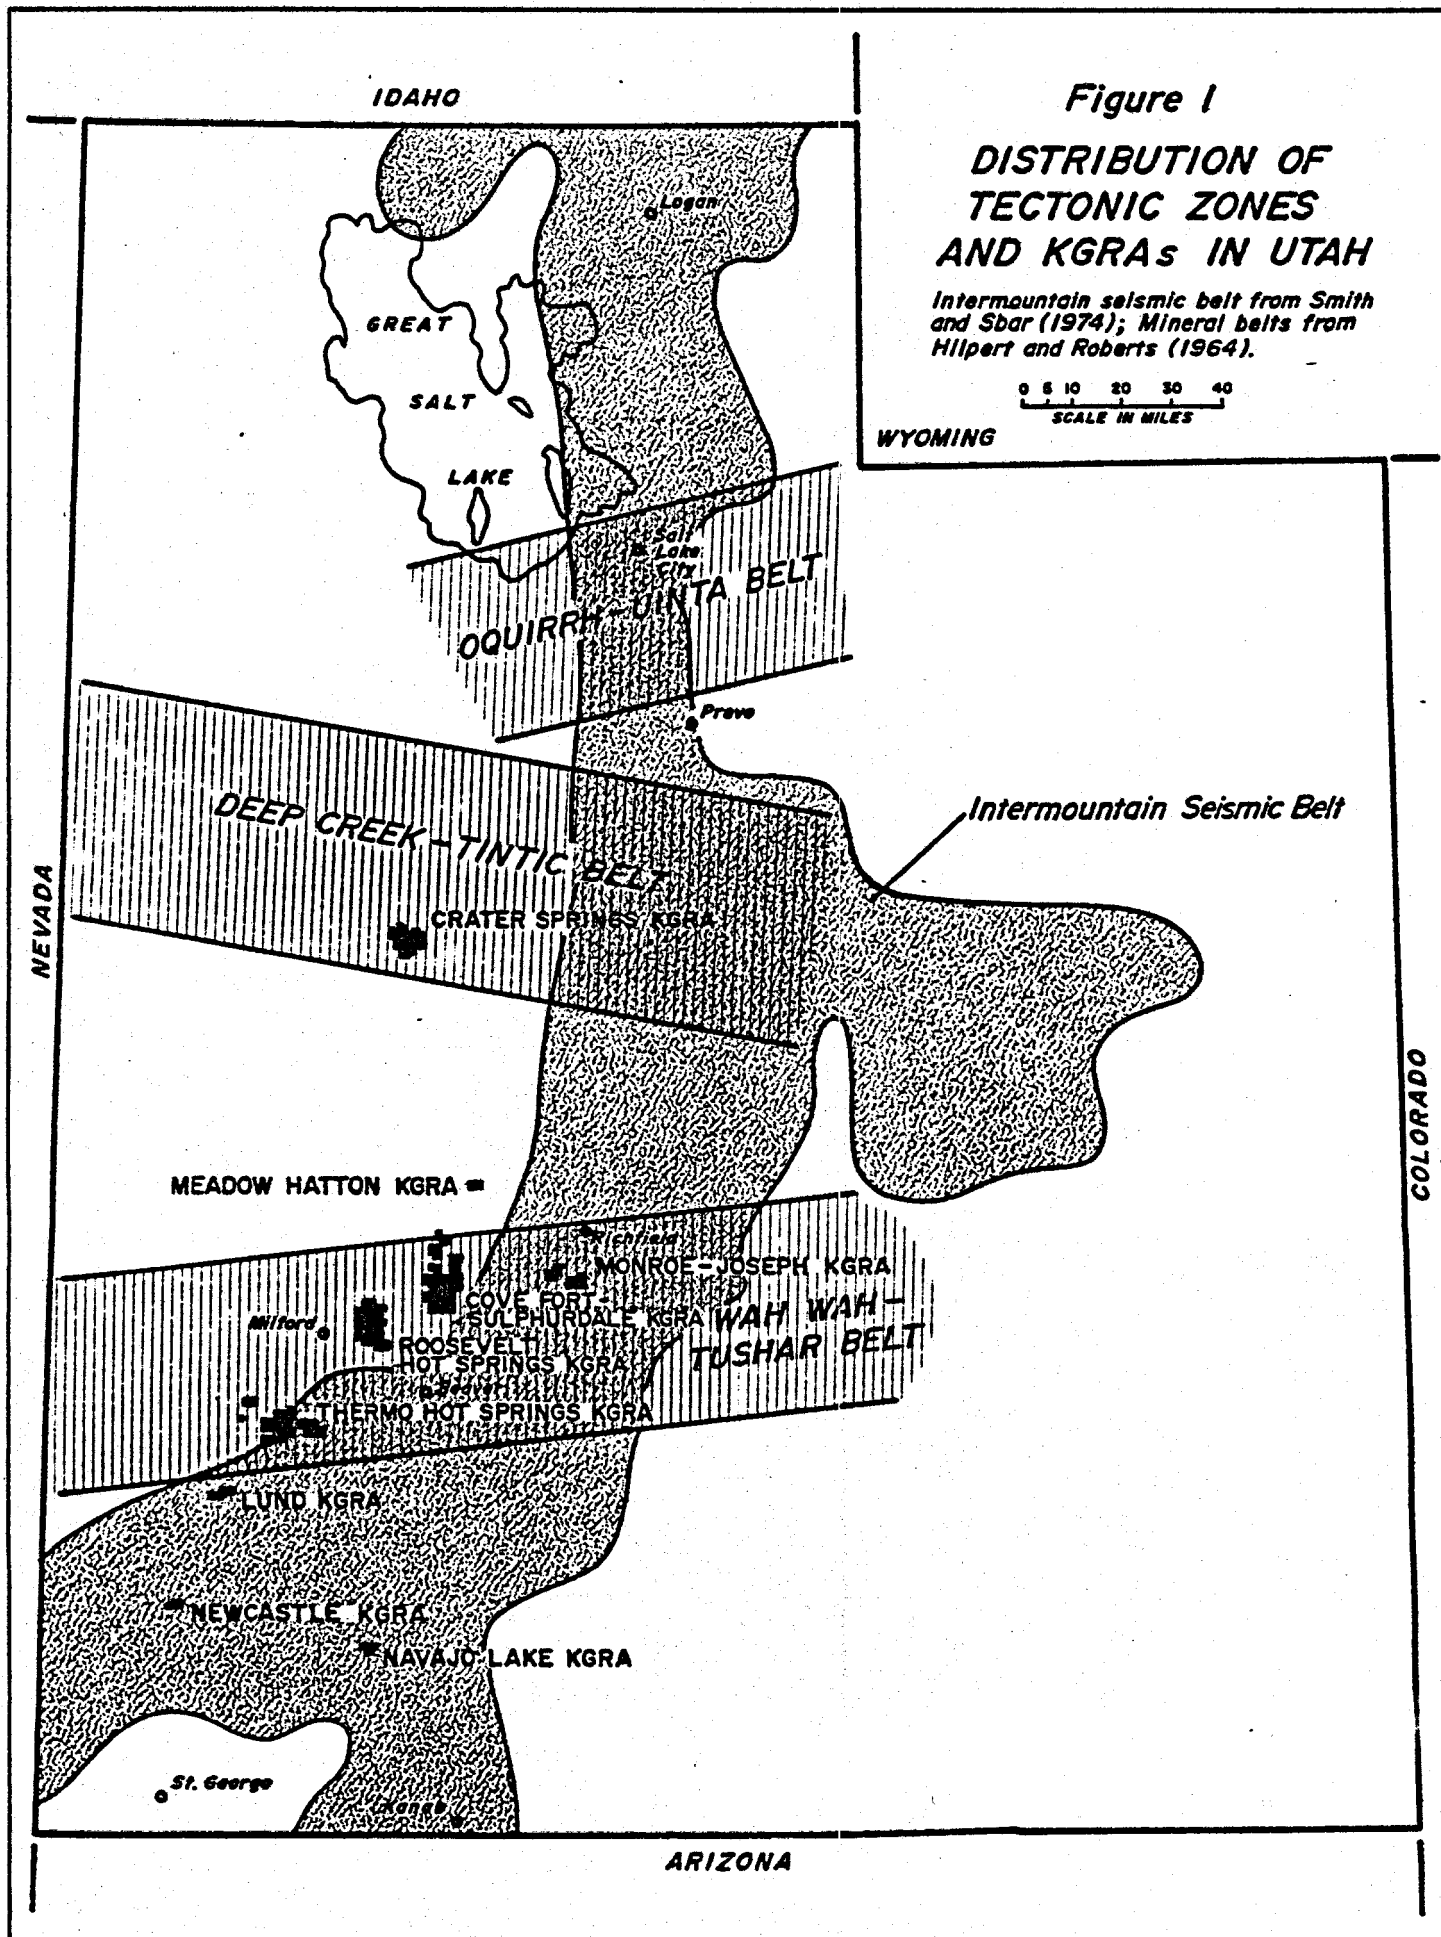 IDAHO
Figure 1
DISTRIBUTION OF
TECTONIC ZONES
AND KGRAs IN UTAH
Intermountain seismic belt from Smith
and Sbar (1974); Mineral belts from
Hilpert and Roberts (1964).
0 5 10 20 30 40
SCALE IN MILES
WYOMING
Logan
GREAT
SALT
LAKE
Salt
Lake
City
OQUIRRH-UINTA BELT
Provo
DEEP CREEK-TINTIC BELT
Intermountain Seismic Belt
CRATER SPRINGS KGRA
NEVADA
COLORADO
MEADOW HATTON KGRA
Richfield
MONROE-JOSEPH KGRA
COVE FORT-
SULPHURDALE KGRA
WAH WAH-
TUSHAR BELT
Milford
ROOSEVELT
HOT SPRINGS KGRA
Beaver
THERMO HOT SPRINGS KGRA
LUND KGRA
NEWCASTLE KGRA
NAVAJO LAKE KGRA
St. George
Kanab
ARIZONA